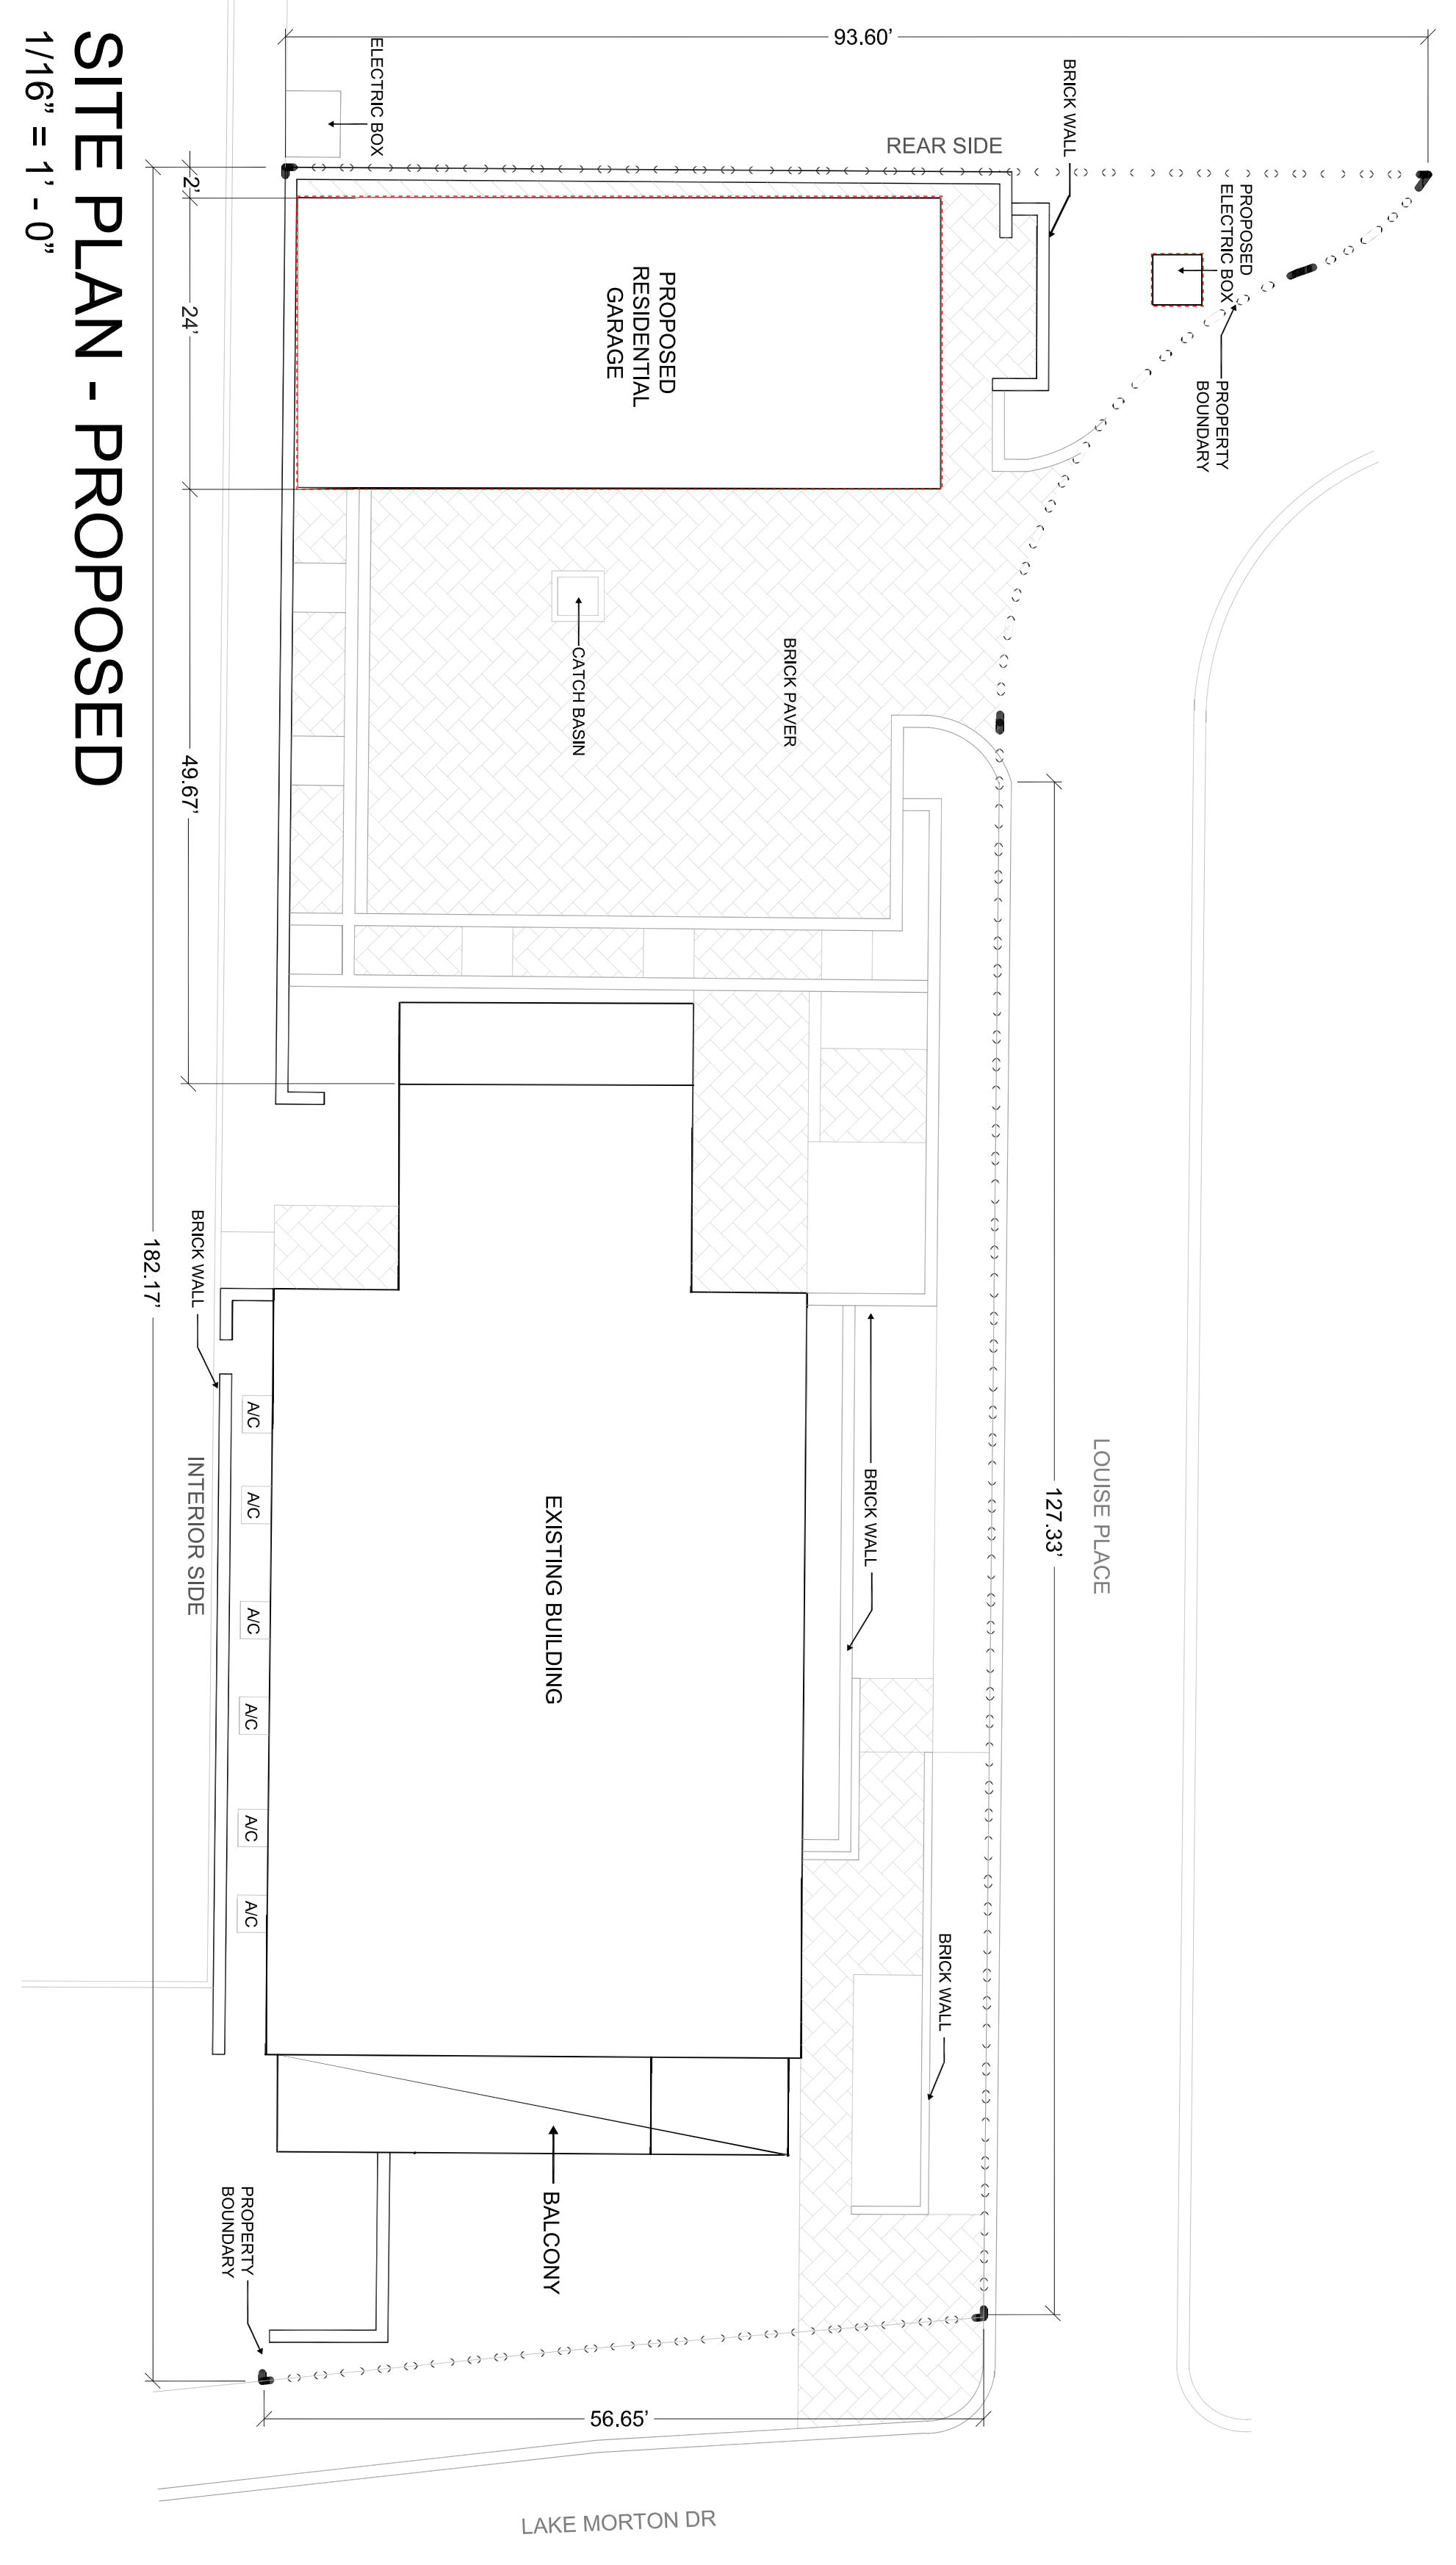 SITE PLAN - PROPOSED
1/16” = 1’ - 0”
93.60’
ELECTRIC BOX
BRICK WALL
REAR SIDE
PROPOSED
ELECTRIC BOX
PROPERTY
BOUNDARY
2’
24’
PROPOSED
RESIDENTIAL
GARAGE
49.67’
CATCH BASIN
BRICK PAVER
182.17’
BRICK WALL
INTERIOR SIDE
A/C
A/C
A/C
A/C
A/C
A/C
EXISTING BUILDING
BRICK WALL
127.33’
LOUISE PLACE
BRICK WALL
BALCONY
PROPERTY
BOUNDARY
56.65’
LAKE MORTON DR